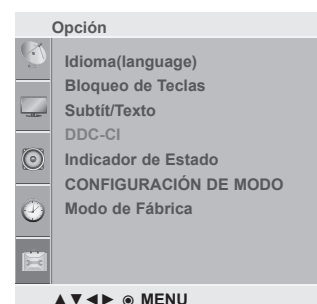 Opción
Idioma(language)
Bloqueo de Teclas
Subtít/Texto
DDC-CI
Indicador de Estado
CONFIGURACIÓN DE MODO
Modo de Fábrica
▲▼◄► ◉ MENU